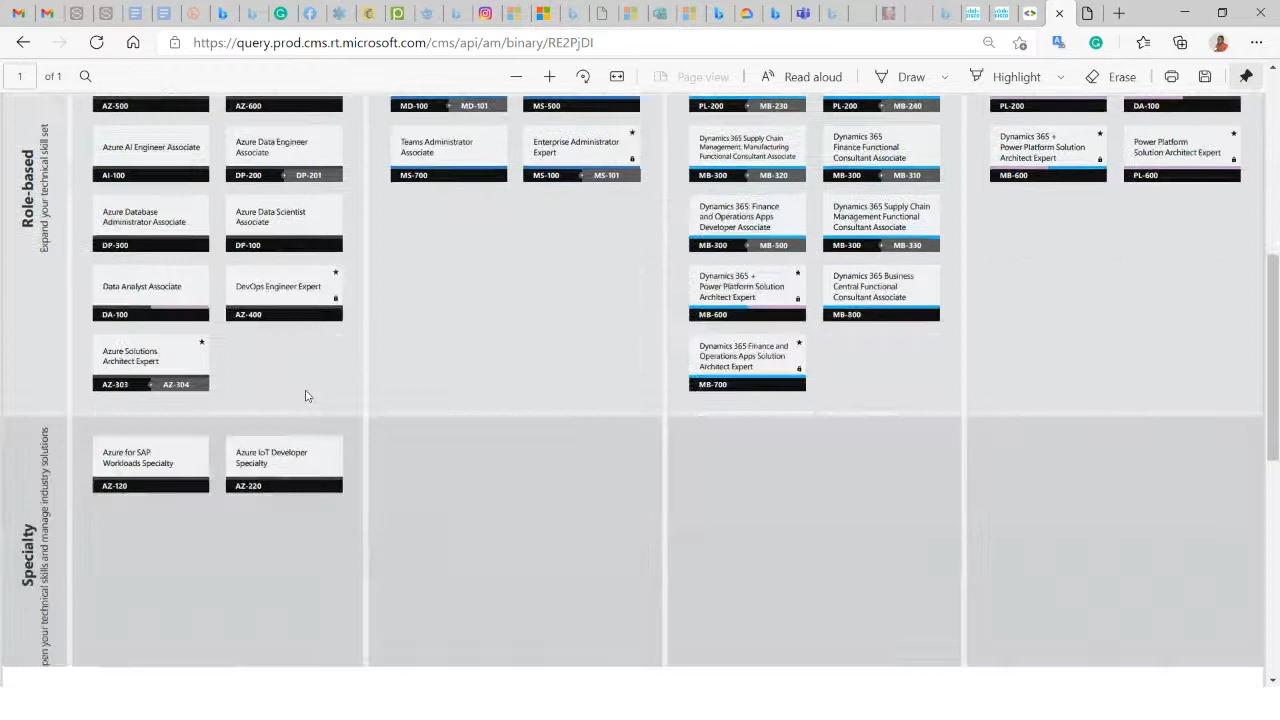 https://query.prod.cms.rt.microsoft.com/cms/api/am/binary/RE2PjDI
1 of 1
Page view
Read aloud
Draw
Highlight
Erase
Role-based
Expand your technical skill set
AZ-500
AZ-600
Azure AI Engineer Associate
AI-100
Azure Data Engineer
Associate
DP-200 + DP-201
Azure Database
Administrator Associate
DP-300
Azure Data Scientist
Associate
DP-100
Data Analyst Associate
DA-100
DevOps Engineer Expert
AZ-400
Azure Solutions
Architect Expert
AZ-303 + AZ-304
MD-100 + MD-101
MS-500
Teams Administrator
Associate
MS-700
Enterprise Administrator
Expert
MS-100 + MS-101
PL-200 + MB-230
PL-200 + MB-240
Dynamics 365 Supply Chain
Management, Manufacturing
Functional Consultant Associate
MB-300 + MB-320
Dynamics 365
Finance Functional
Consultant Associate
MB-300 + MB-310
Dynamics 365: Finance
and Operations Apps
Developer Associate
MB-300 + MB-500
Dynamics 365 Supply Chain
Management Functional
Consultant Associate
MB-300 + MB-330
Dynamics 365 +
Power Platform Solution
Architect Expert
MB-600
Dynamics 365 Business
Central Functional
Consultant Associate
MB-800
Dynamics 365 Finance and
Operations Apps Solution
Architect Expert
MB-700
PL-200
DA-100
Dynamics 365 +
Power Platform Solution
Architect Expert
MB-600
Power Platform
Solution Architect Expert
PL-600
Specialty
pen your technical skills and manage industry solutions
Azure for SAP
Workloads Specialty
AZ-120
Azure IoT Developer
Specialty
AZ-220